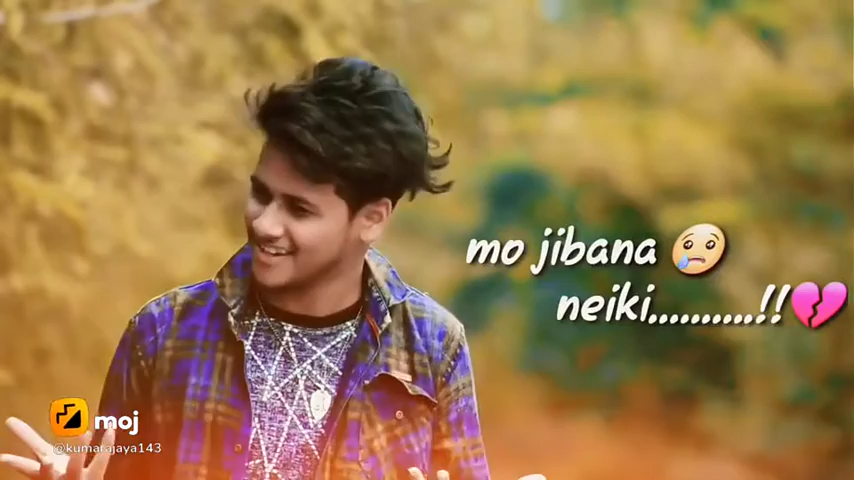 mo jibana 😢
neiki...........!!💔
moj
@kumarajaya143